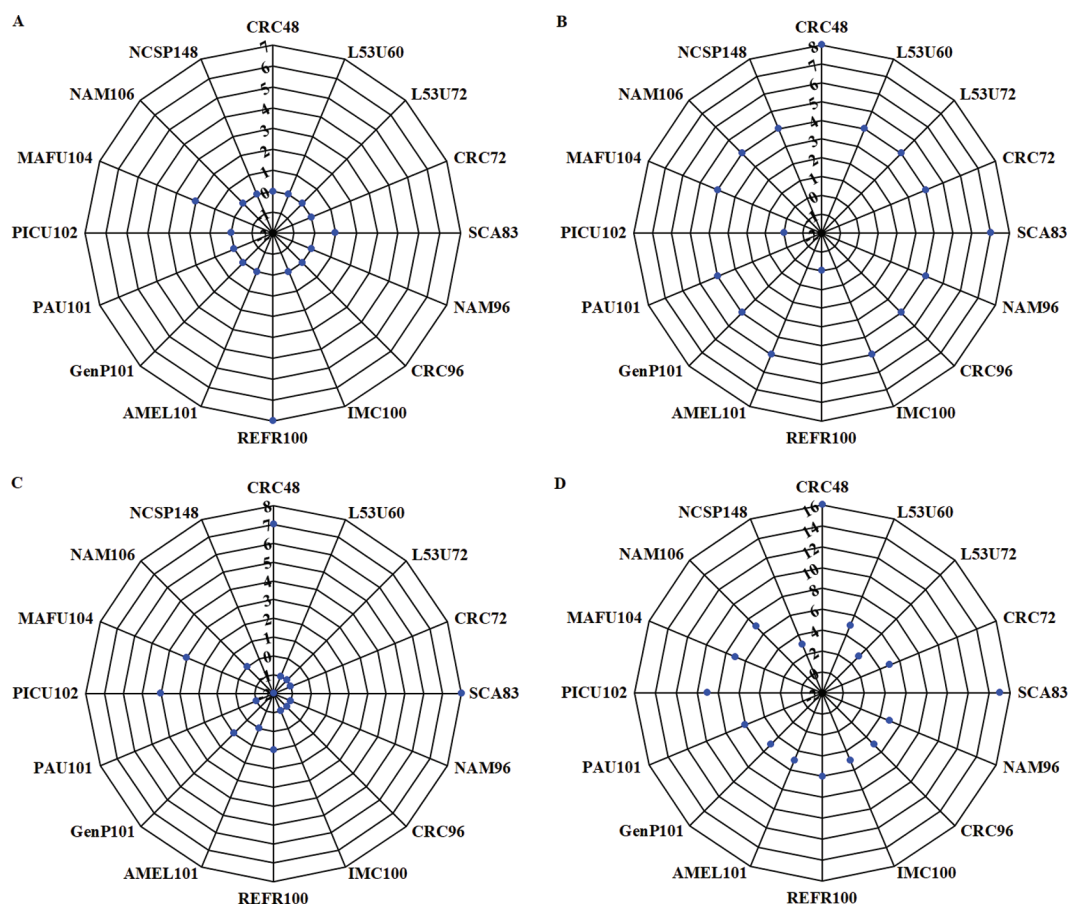 A
CRC48
NCSP148
L53U60
NAM106
L53U72
MAFU104
CRC72
PICU102
SCA83
PAU101
NAM96
GenP101
CRC96
AMEL101
IMC100
REFR100
7
6
5
4
3
2
1
0
B
CRC48
NCSP148
L53U60
NAM106
L53U72
MAFU104
CRC72
PICU102
SCA83
PAU101
NAM96
GenP101
CRC96
AMEL101
IMC100
REFR100
8
7
6
5
4
3
2
1
0
C
CRC48
NCSP148
L53U60
NAM106
L53U72
MAFU104
CRC72
PICU102
SCA83
PAU101
NAM96
GenP101
CRC96
AMEL101
IMC100
REFR100
8
7
6
5
4
3
2
1
0
D
CRC48
NCSP148
L53U60
NAM106
L53U72
MAFU104
CRC72
PICU102
SCA83
PAU101
NAM96
GenP101
CRC96
AMEL101
IMC100
REFR100
16
14
12
10
8
6
4
2
0